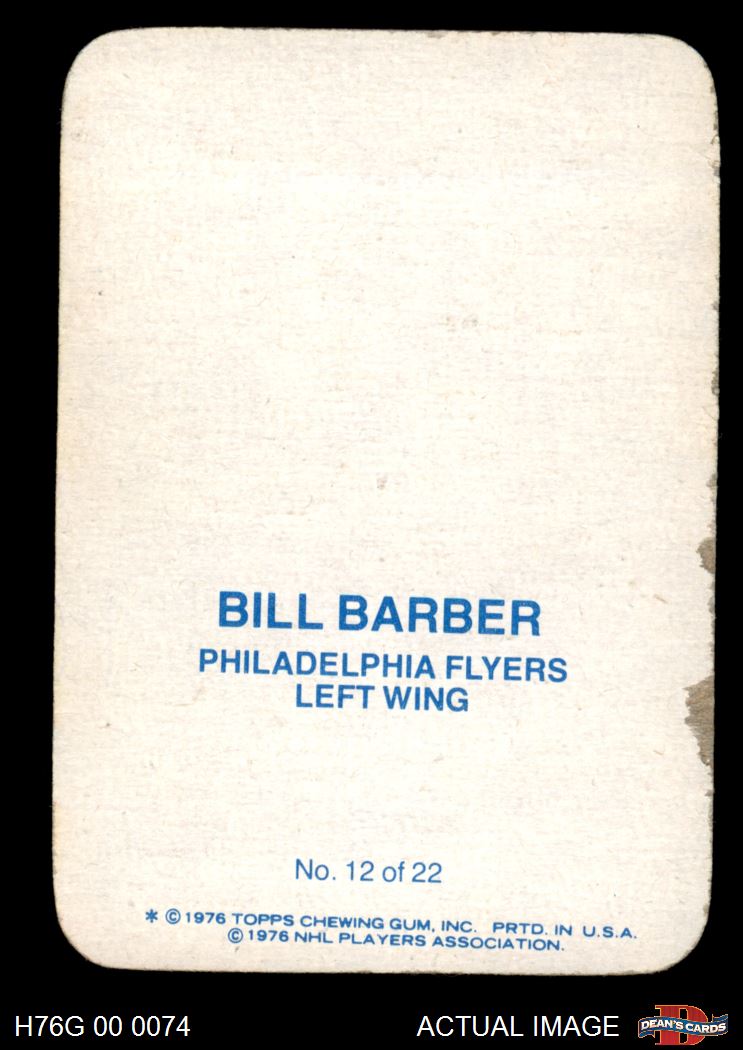 BILL BARBER
PHILADELPHIA FLYERS
LEFT WING
No. 12 of 22
* ©1976 TOPPS CHEWING GUM, INC. PRTD. IN U.S.A.
©1976 NHL PLAYERS ASSOCIATION.
H76G 00 0074 ACTUAL IMAGE D DEAN'S CARDS